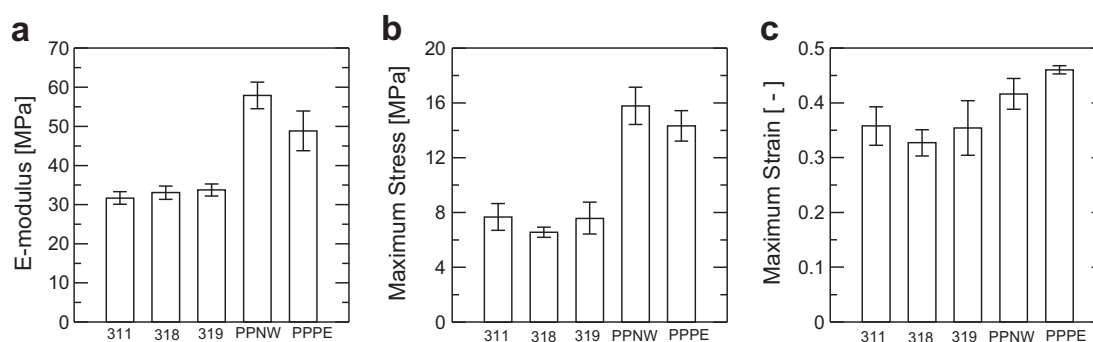 a
E-modulus [MPa]
70
60
50
40
30
20
10
0
311 318 319 PPNW PPPE
b
Maximum Stress [MPa]
20
16
12
8
4
0
311 318 319 PPNW PPPE
c
Maximum Strain [ - ]
0.5
0.4
0.3
0.2
0.1
0
311 318 319 PPNW PPPE